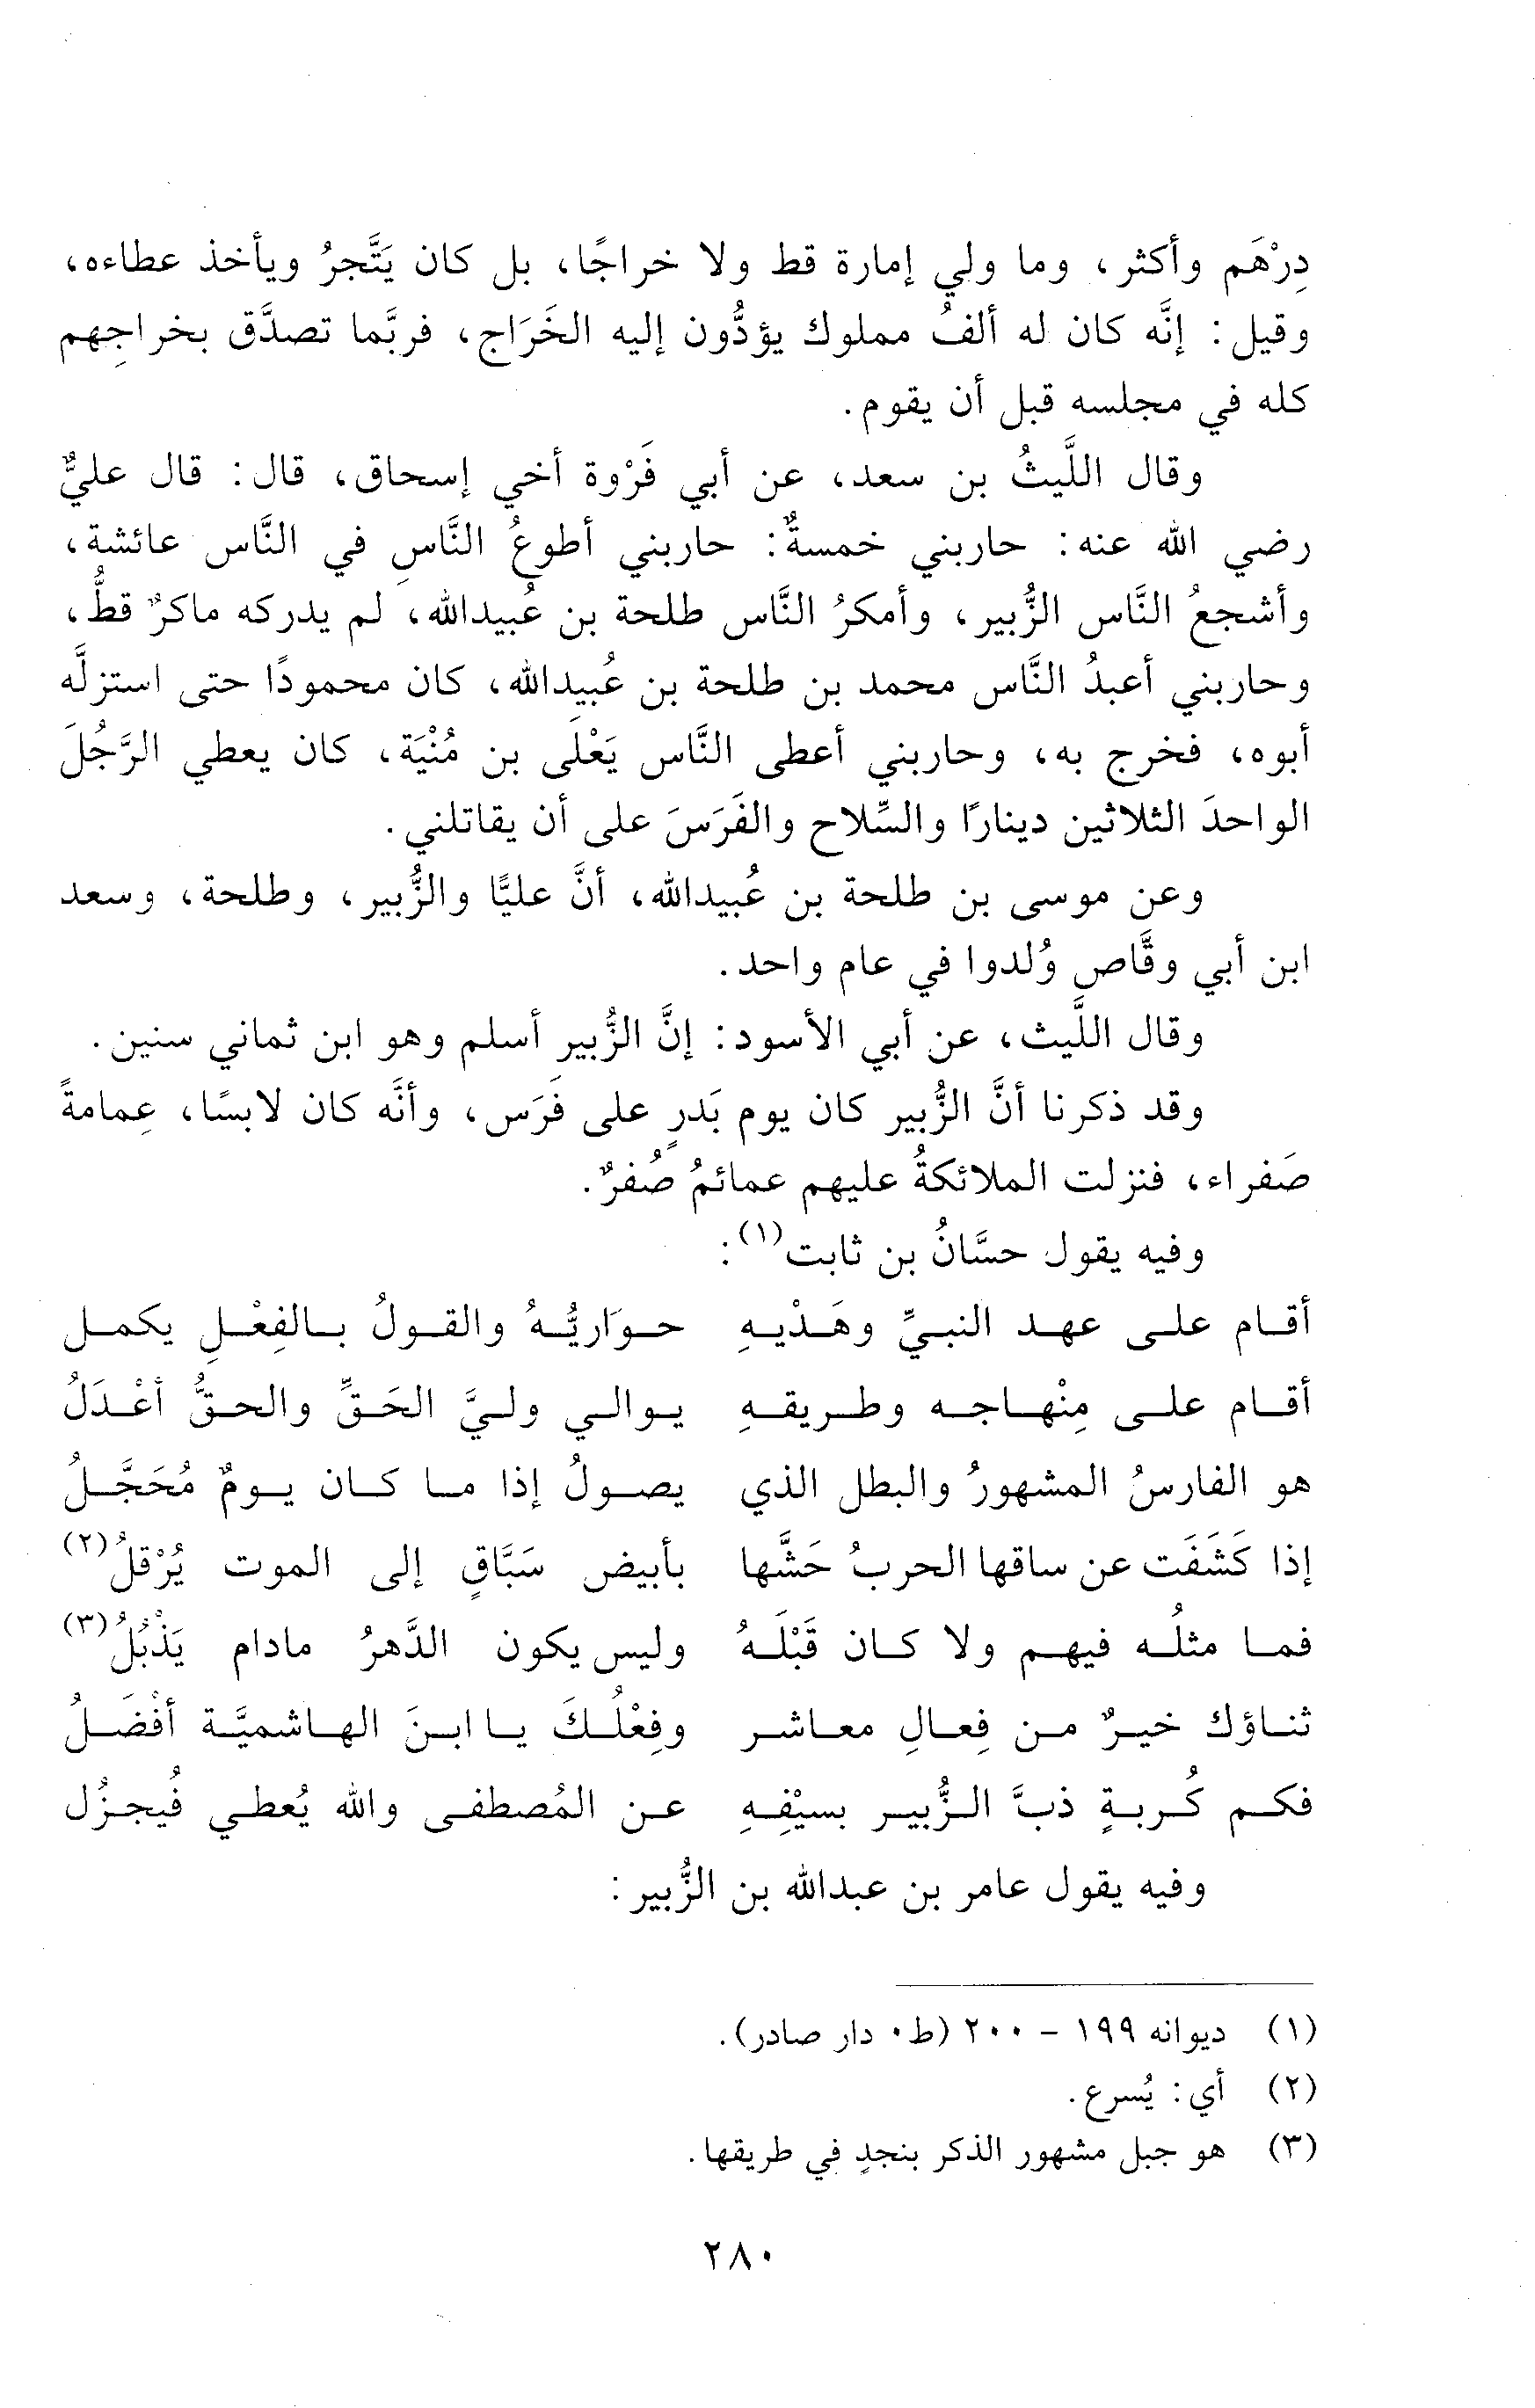 دِرْهَم وأكثر، وما ولي إمارة قط ولا خراجًا، بل كان يَتَّجرُ ويأخذ عطاءه،
وقيل: إنَّه كان له ألفُ مملوك يؤدُّون إليه الخَرَاج، فربَّما تصدَّق بخراجِهم
كله في مجلسه قبل أن يقوم.
وقال اللَّيثُ بن سعد، عن أبي فَرْوة أخي إسحاق، قال: قال عليٌّ
رضي الله عنه: حاربني خمسةٌ: حاربني أطوعُ النَّاسِ في النَّاس عائشة،
وأشجعُ النَّاس الزُّبير، وأمكرُ النَّاس طلحة بن عُبيدالله، لم يدركه ماكرٌ قطُّ،
وحاربني أعبدُ النَّاس محمد بن طلحة بن عُبيدالله، كان محمودًا حتى استزلَّه
أبوه، فخرج به، وحاربني أعطى النَّاس يَعْلَى بن مُنْيَة، كان يعطي الرَّجُلَ
الواحدَ الثلاثين دينارًا والسِّلاح والفَرَسَ على أن يقاتلني.
وعن موسى بن طلحة بن عُبيدالله، أنَّ عليًّا والزُّبير، وطلحة، وسعد
ابن أبي وقَّاص وُلدوا في عام واحد.
وقال اللَّيث، عن أبي الأسود: إنَّ الزُّبير أسلم وهو ابن ثماني سنين.
وقد ذكرنا أنَّ الزُّبير كان يوم بَدرٍ على فَرَس، وأنَّه كان لابسًا، عِمامةً
صَفراء، فنزلت الملائكةُ عليهم عمائمُ صُفرٌ.
وفيه يقول حسَّانُ بن ثابت(١):
أقام على عهد النبيِّ وهَدْيهِ حوَاريُّهُ والقولُ بالفِعْلِ يكمل
أقام على مِنْهاجه وطريقهِ يوالي وليَّ الحَقِّ والحقُّ أعْدَلُ
هو الفارسُ المشهورُ والبطل الذي يصولُ إذا ما كان يومٌ مُحَجَّلُ
إذا كَشَفَت عن ساقها الحربُ حَشَّها بأبيض سَبَّاقٍ إلى الموت يُرْقلُ(٢)
فما مثلُه فيهم ولا كان قَبْلَهُ وليس يكون الدَّهرُ مادام يَذْبُلُ(٣)
ثناؤك خيرٌ من فِعالِ معاشر وفِعْلُكَ يا ابنَ الهاشميَّة أفْضَلُ
فكم كُربةٍ ذبَّ الزُّبير بسيْفِهِ عن المُصطفى والله يُعطي فُيجزُل
وفيه يقول عامر بن عبدالله بن الزُّبير:
(١) ديوانه ١٩٩ - ٢٠٠ (ط٠ دار صادر).
(٢) أي: يُسرع.
(٣) هو جبل مشهور الذكر بنجدٍ في طريقها.
٢٨٠